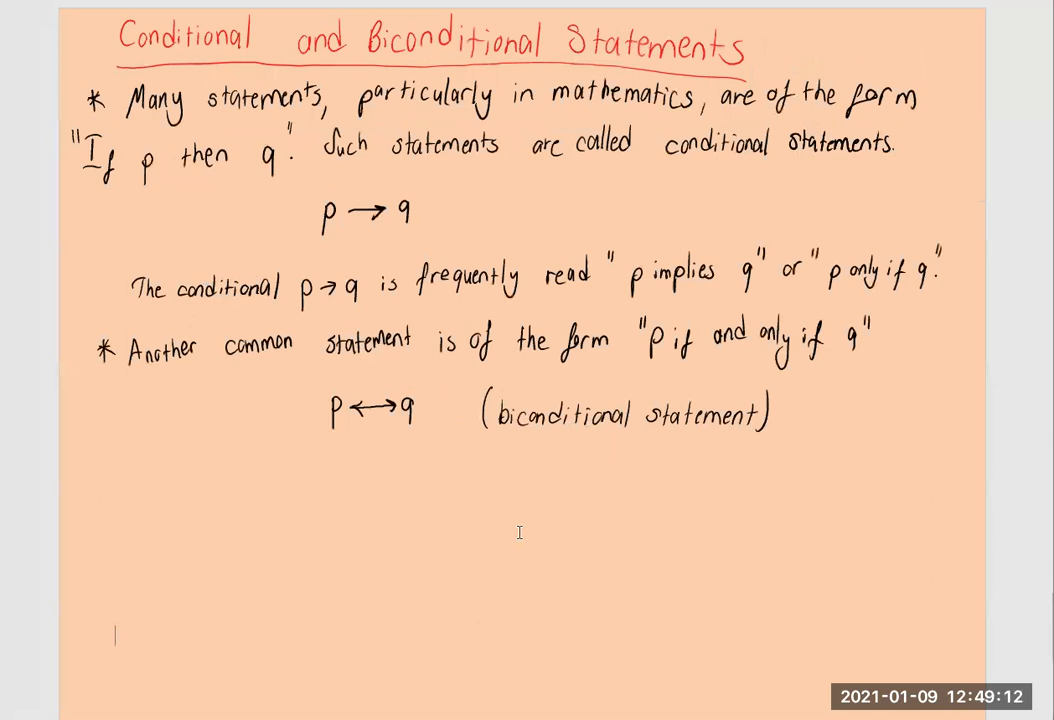 Conditional and Biconditional Statements
* Many statements, particularly in mathematics, are of the form
"If p then q". Such statements are called conditional statements.
p → q
The conditional p → q is frequently read "p implies q" or "p only if q."
* Another common statement is of the form "p if and only if q"
p ↔ q (biconditional statement)
2021-01-09 12:49:12